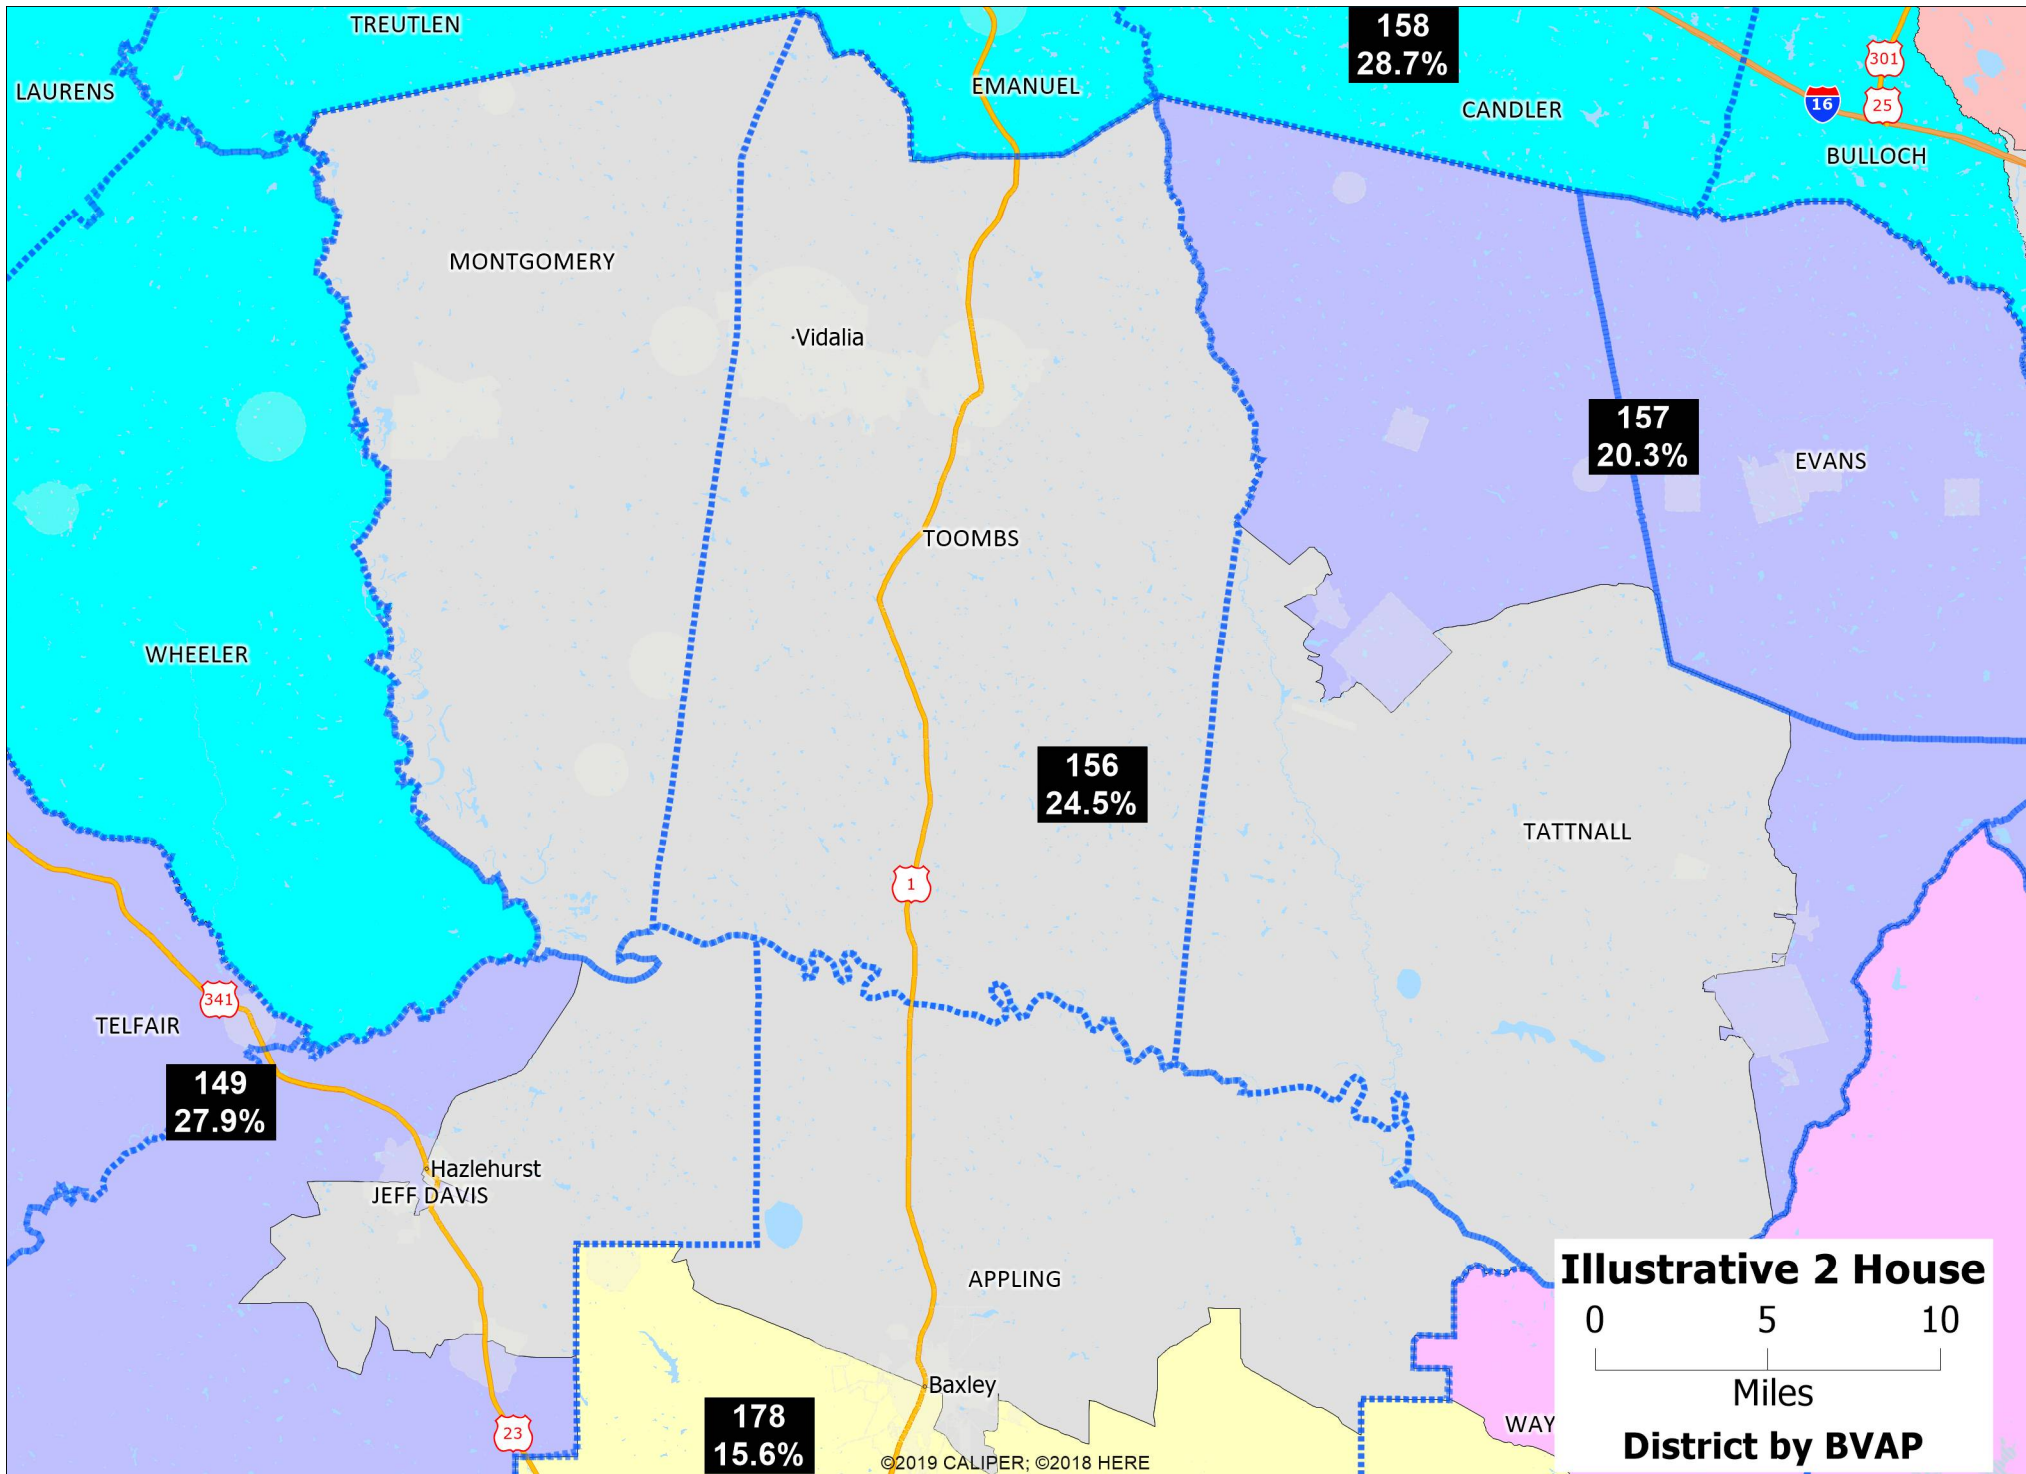 TREUTLEN
158
28.7%
301
LAURENS
EMANUEL
16
25
CANDLER
BULLOCH
MONTGOMERY
Vidalia
157
20.3%
EVANS
TOOMBS
WHEELER
156
24.5%
TATTNALL
1
341
TELFAIR
149
27.9%
Hazlehurst
JEFF DAVIS
APPLING
Baxley
178
15.6%
23
WAY
©2019 CALIPER; ©2018 HERE
Illustrative 2 House
0 5 10
Miles
District by BVAP